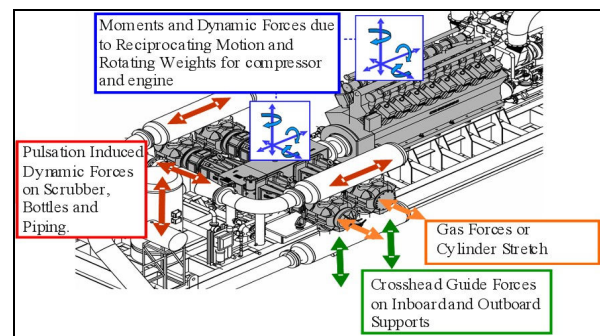 Moments and Dynamic Forces due
to Reciprocating Motion and
Rotating Weights for compressor
and engine
Pulsation Induced
Dynamic Forces
on Scrubber,
Bottles and
Piping.
Gas Forces or
Cylinder Stretch
Crosshead Guide Forces
on Inboard and Outboard
Supports